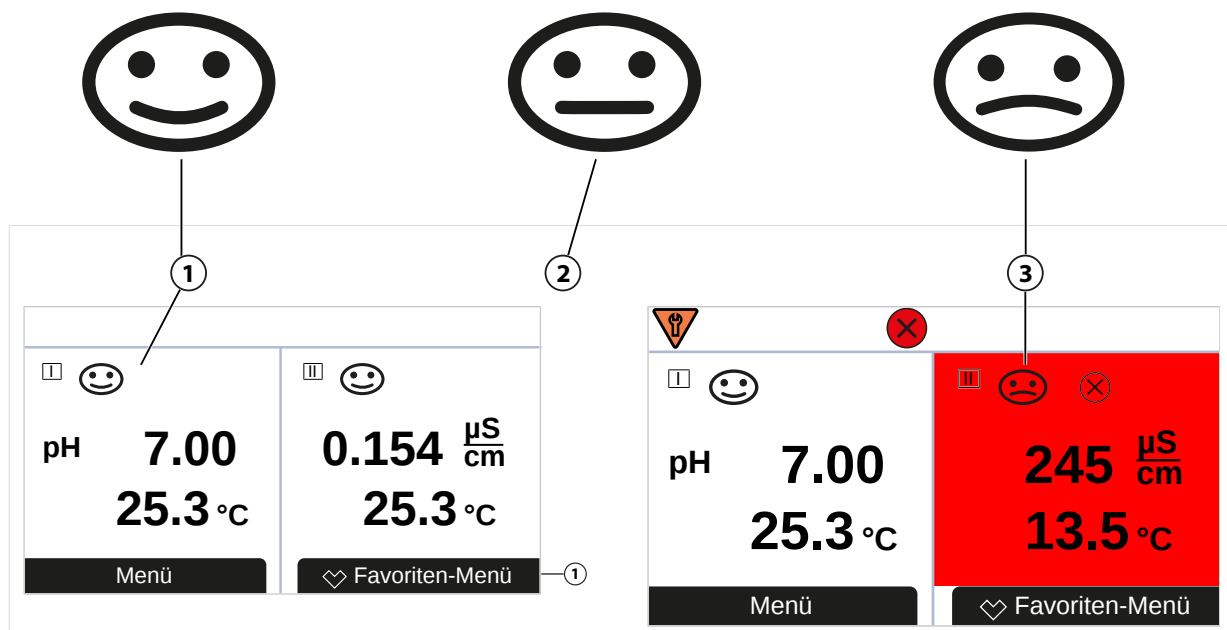 1
2
3
I
II
pH 7.00
0.154 µS/cm
25.3 °C
25.3 °C
Menü
Favoriten-Menü
1
I
II
pH 7.00
245 µS/cm
25.3 °C
13.5 °C
Menü
Favoriten-Menü